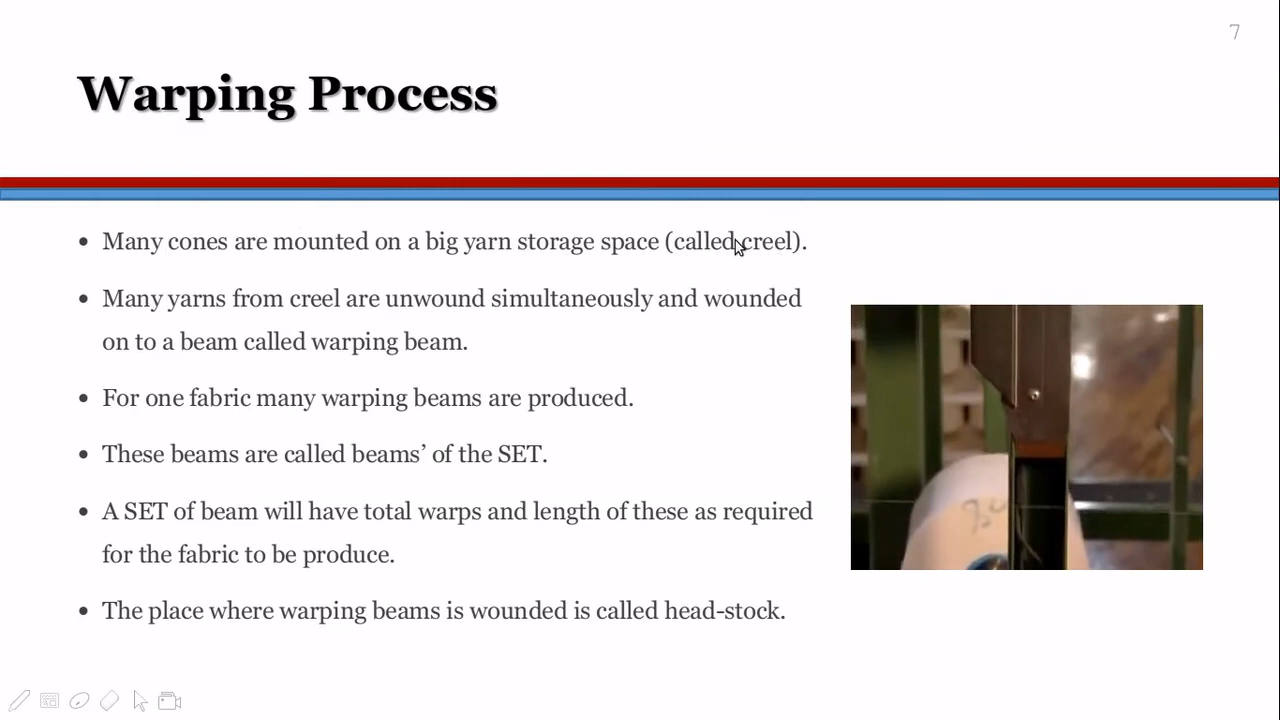 7
Warping Process
• Many cones are mounted on a big yarn storage space (called creel).
• Many yarns from creel are unwound simultaneously and wounded
on to a beam called warping beam.
• For one fabric many warping beams are produced.
• These beams are called beams’ of the SET.
• A SET of beam will have total warps and length of these as required
for the fabric to be produce.
• The place where warping beams is wounded is called head-stock.